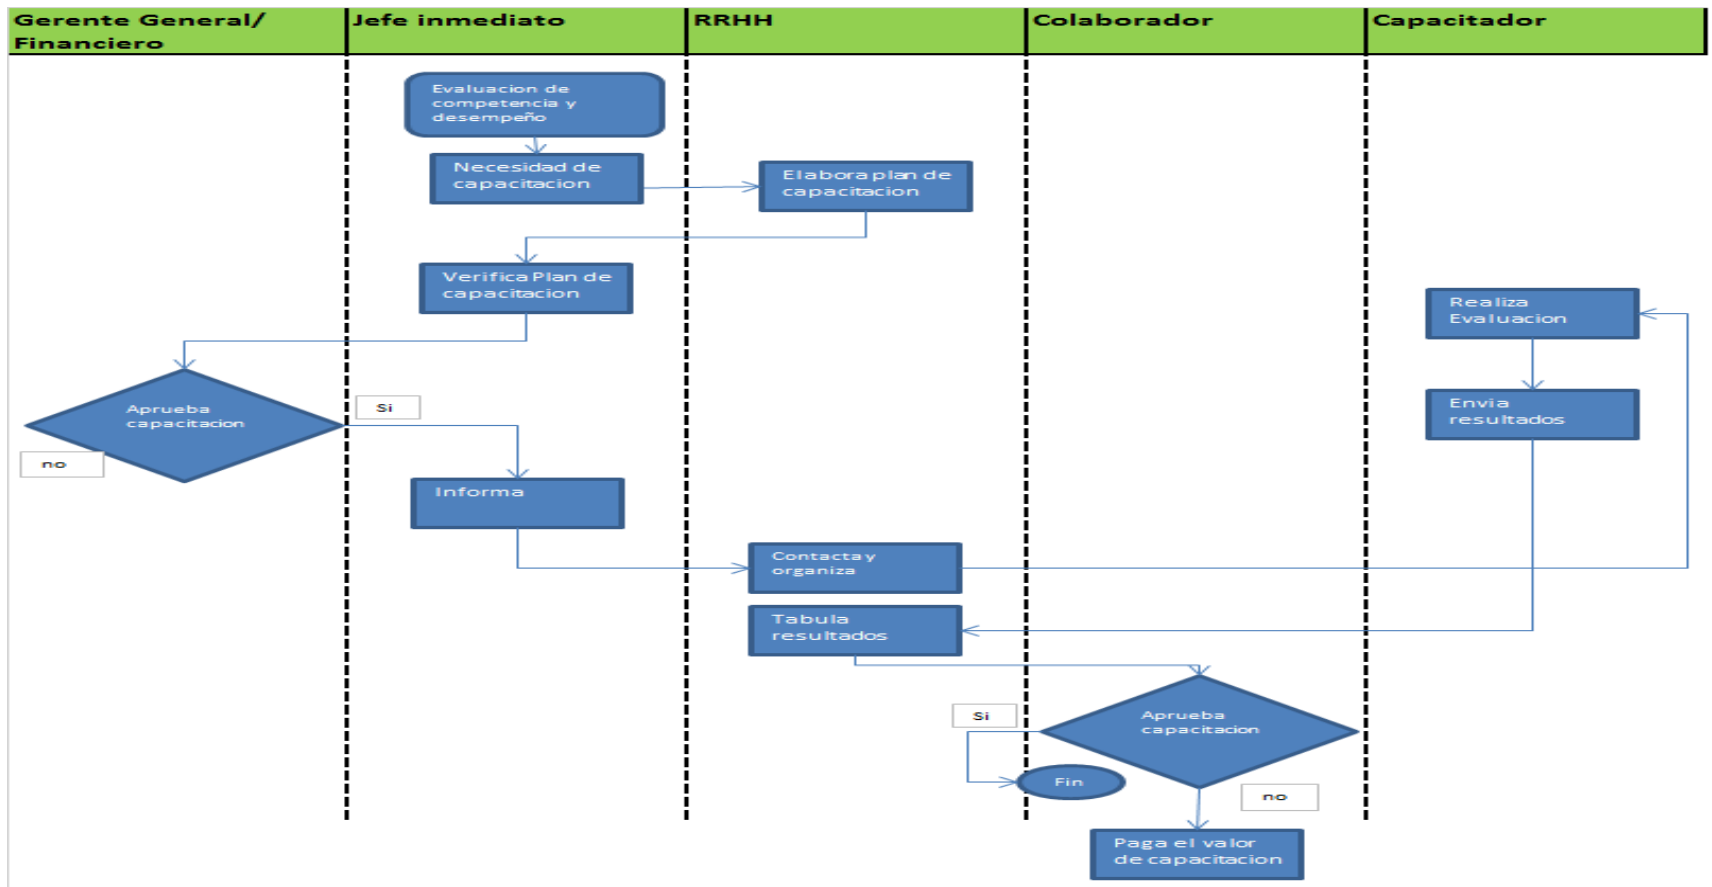 Gerente General/
Financiero
Jefe inmediato
RRHH
Colaborador
Capacitador
Evaluacion de
competencia y
desempeño
Necesidad de
capacitacion
Elabora plan de
capacitacion
Verifica Plan de
capacitacion
Realiza
Evaluacion
Aprueba
capacitacion
Si
no
Envia
resultados
Informa
Contacta y
organiza
Tabula
resultados
Si
Aprueba
capacitacion
Fin
no
Paga el valor
de capacitacion